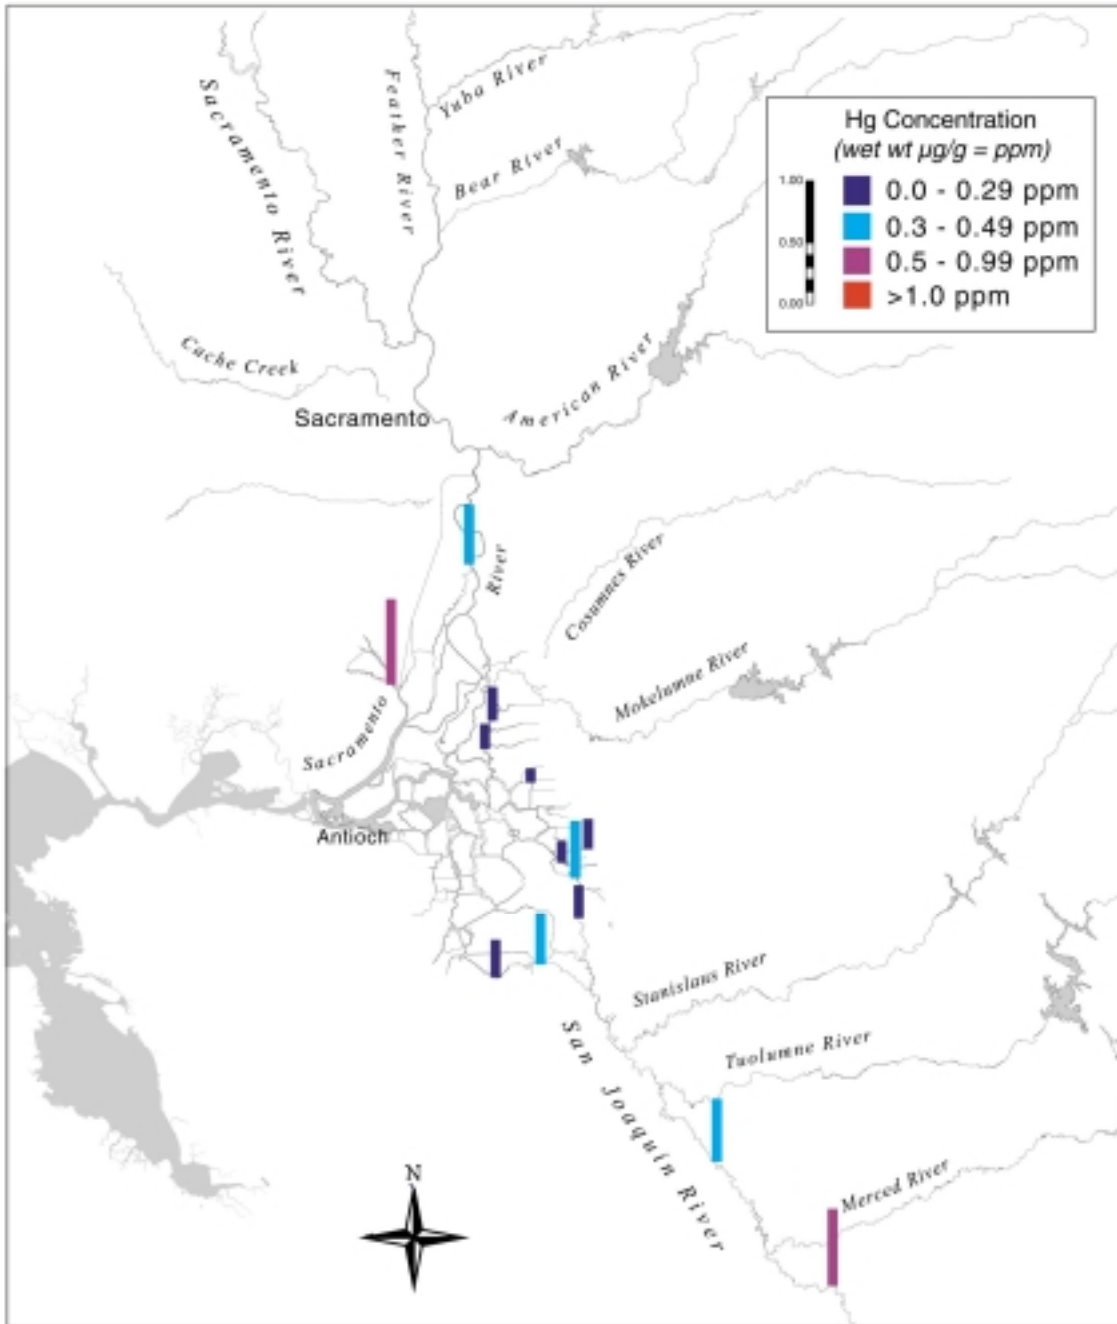 Sacramento River
Feather River
Yuba River
Bear River
Hg Concentration
(wet wt µg/g = ppm)
1.00
0.50
0.00
0.0 - 0.29 ppm
0.3 - 0.49 ppm
0.5 - 0.99 ppm
>1.0 ppm
Cache Creek
American River
Sacramento
River
Cosumnes River
Mokelumne River
Sacramento
Antioch
Stanislaus River
Tuolumne River
San Joaquin River
Merced River
N